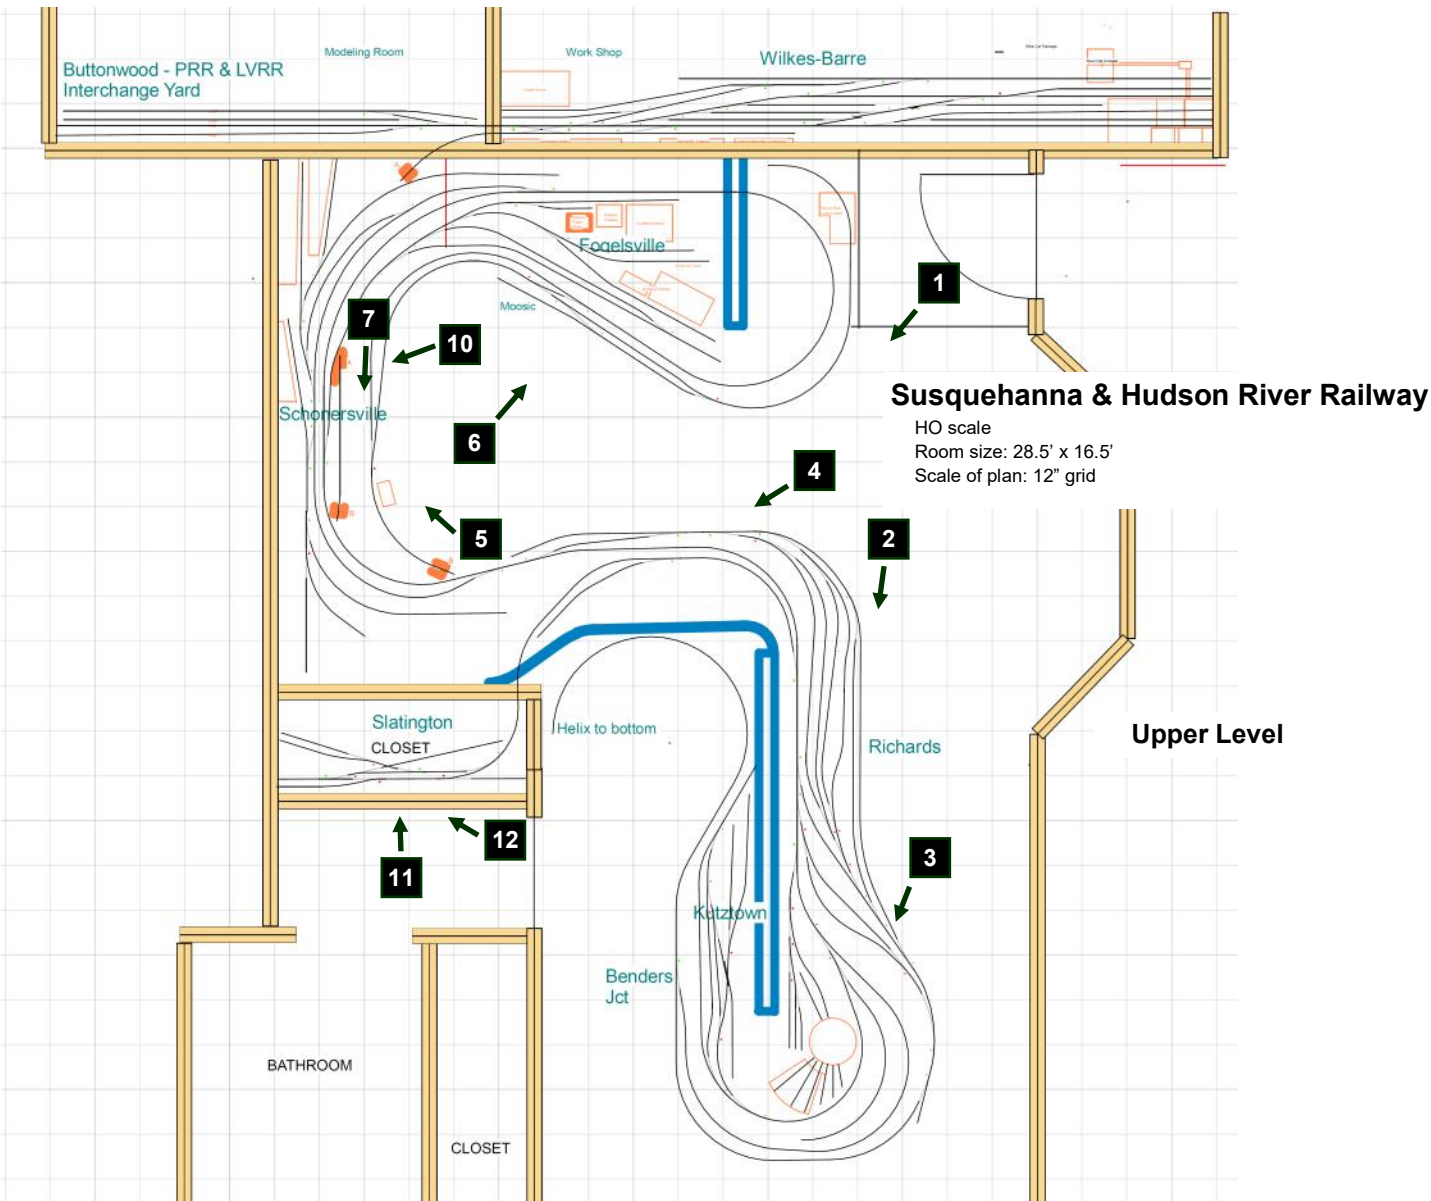 Modeling Room
Work Shop
Wilkes-Barre
Buttonwood - PRR & LVRR
Interchange Yard
Fogelsville
Moosic
1
7
10
Susquehanna & Hudson River Railway
HO scale
Room size: 28.5’ x 16.5’
Scale of plan: 12” grid
Schonersville
6
4
5
2
Slatington
CLOSET
Helix to bottom
Richards
Upper Level
12
11
3
Kutztown
Benders
Jct
BATHROOM
CLOSET